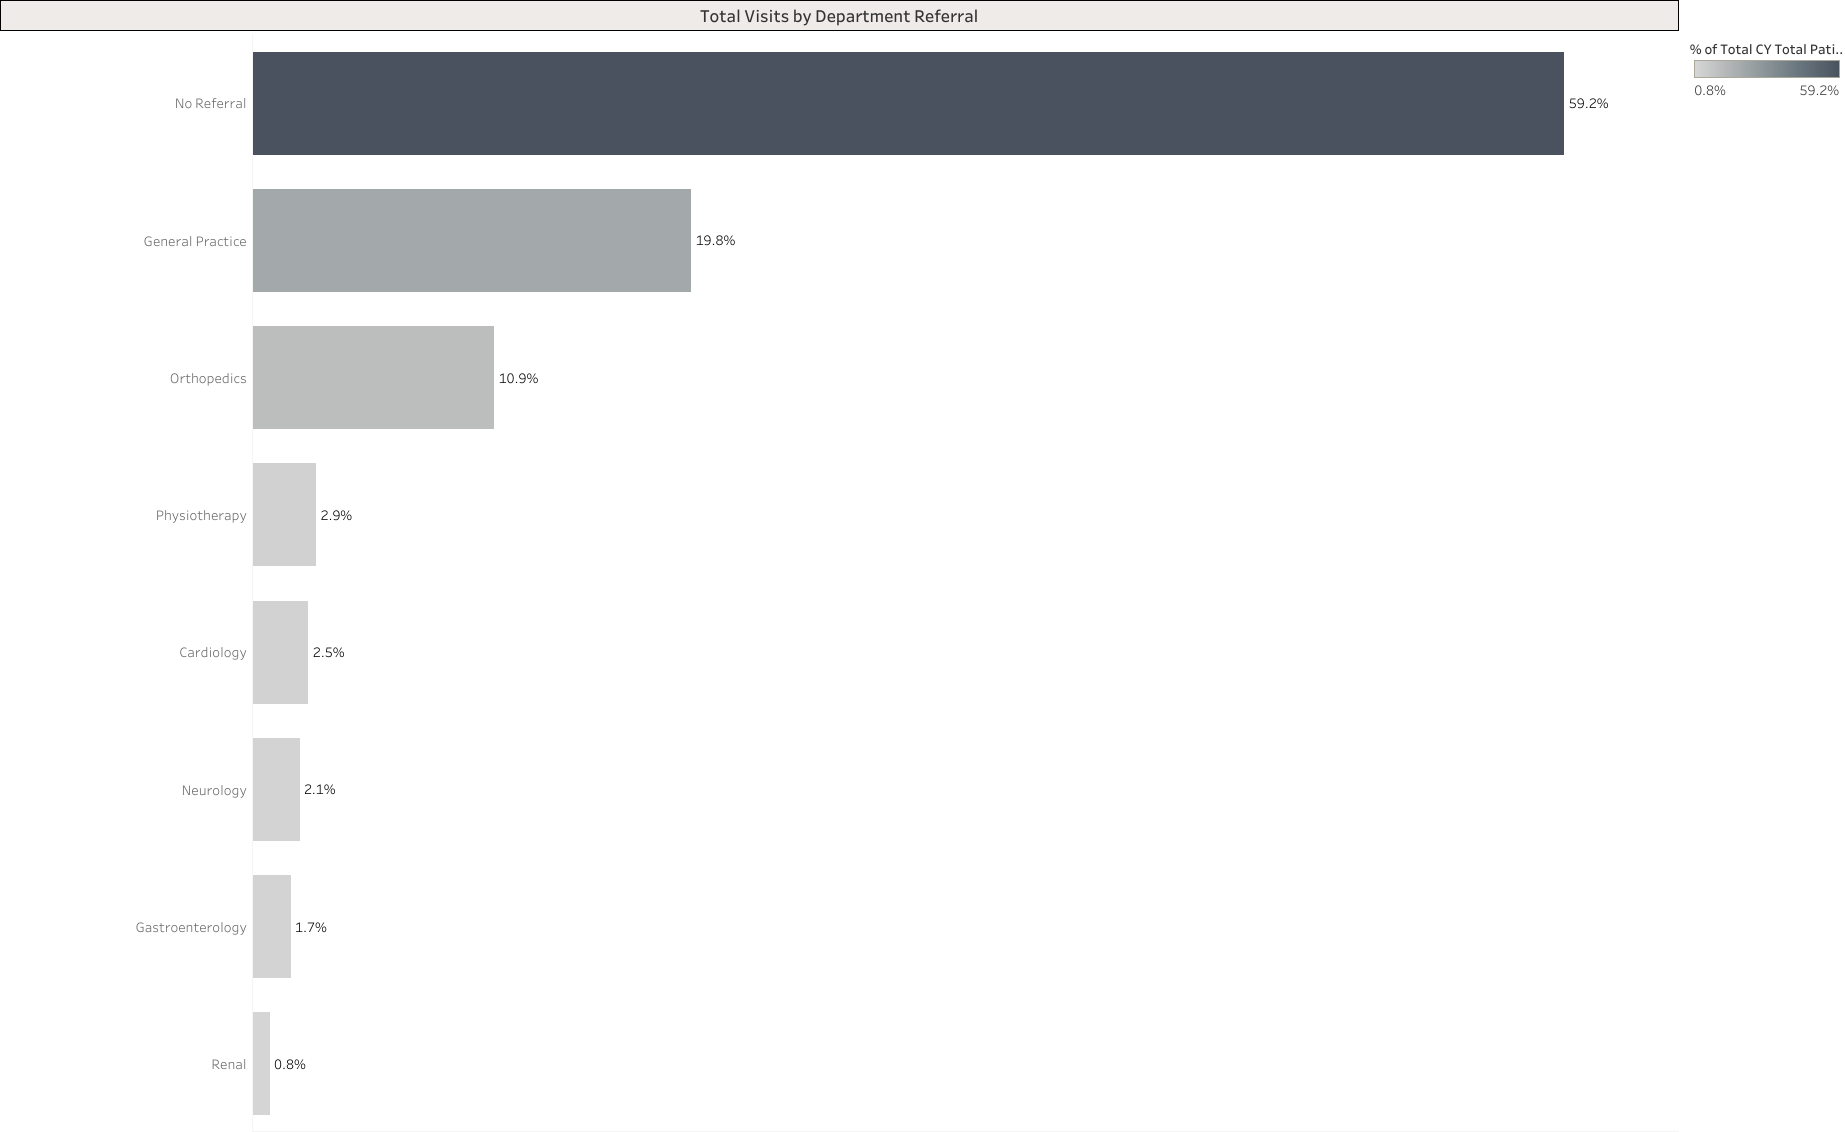 Total Visits by Department Referral
% of Total CY Total Pati..
0.8% 59.2%
No Referral 59.2%
General Practice 19.8%
Orthopedics 10.9%
Physiotherapy 2.9%
Cardiology 2.5%
Neurology 2.1%
Gastroenterology 1.7%
Renal 0.8%